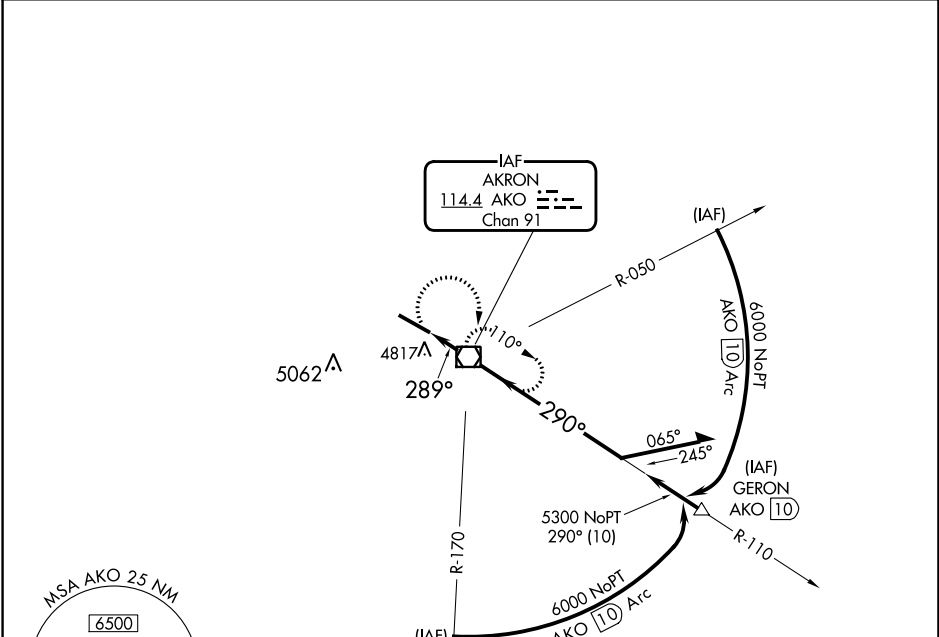 IAF
AKRON
114.4 AKO
Chan 91
(IAF)
R-050
6000 NoPT
AKO 10 Arc
110°
4817
5062
289°
290°
065°
245°
(IAF)
GERON
AKO 10
5300 NoPT
290° (10)
R-110
R-170
6000 NoPT
AKO 10 Arc
(IAF)
MSA AKO 25 NM
6500